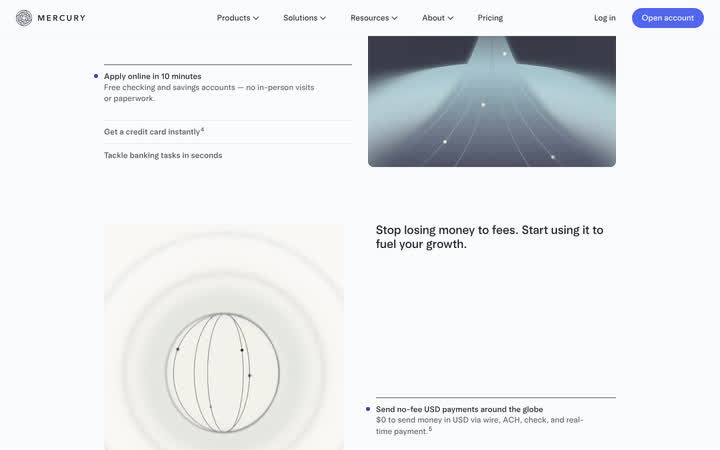 MERCURY
Products
Solutions
Resources
About
Pricing
Log in
Open account
Apply online in 10 minutes
Free checking and savings accounts — no in-person visits
or paperwork.
Get a credit card instantly⁴
Tackle banking tasks in seconds
Stop losing money to fees. Start using it to
fuel your growth.
Send no-fee USD payments around the globe
$0 to send money in USD via wire, ACH, check, and real-
time payment.⁵